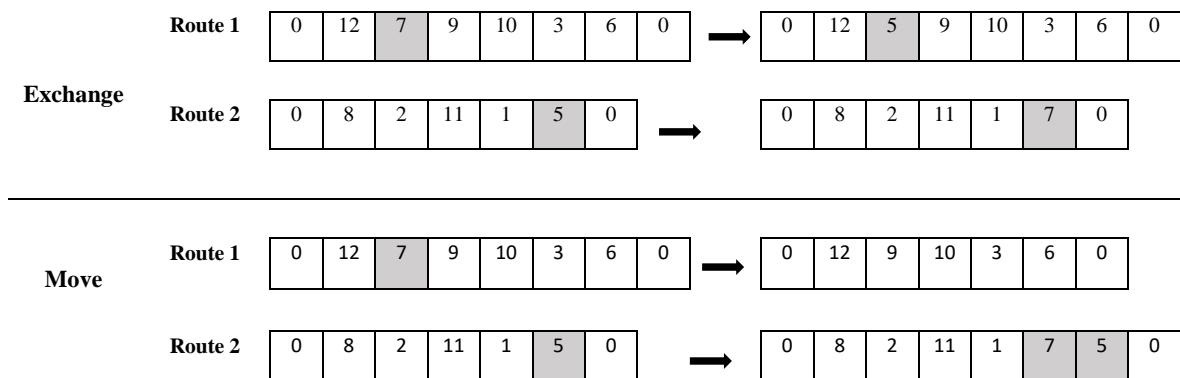 Route 1 0 12 7 9 10 3 6 0 0 12 5 9 10 3 6 0
Exchange
Route 2 0 8 2 11 1 5 0 0 8 2 11 1 7 0
Route 1 0 12 7 9 10 3 6 0 0 12 9 10 3 6 0
Move
Route 2 0 8 2 11 1 5 0 0 8 2 11 1 7 5 0